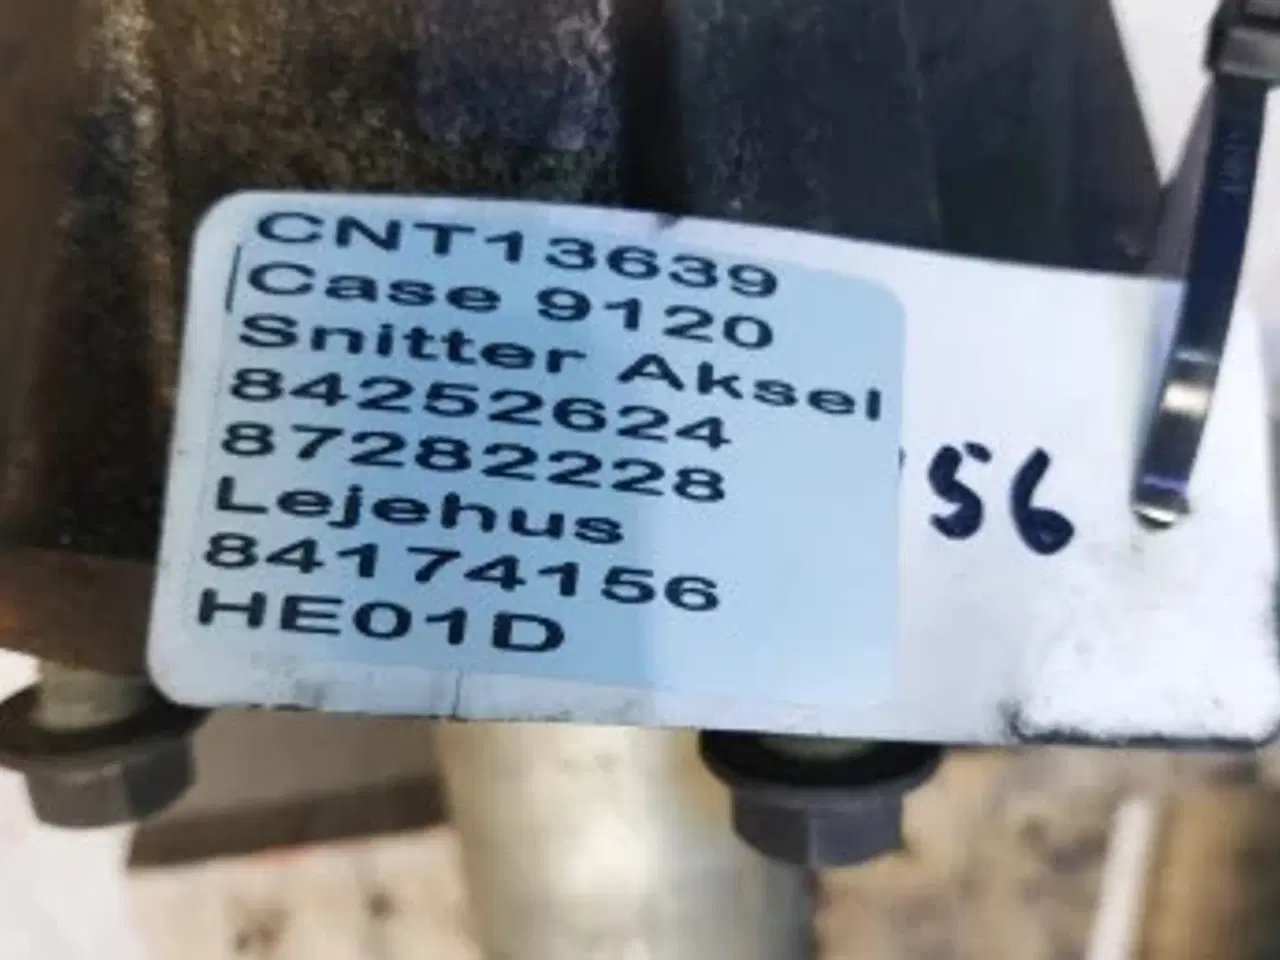 CNT13639
Case 9120
Snitter Aksel
84252624
87282228
Lejehus
84174156
HE01D
56